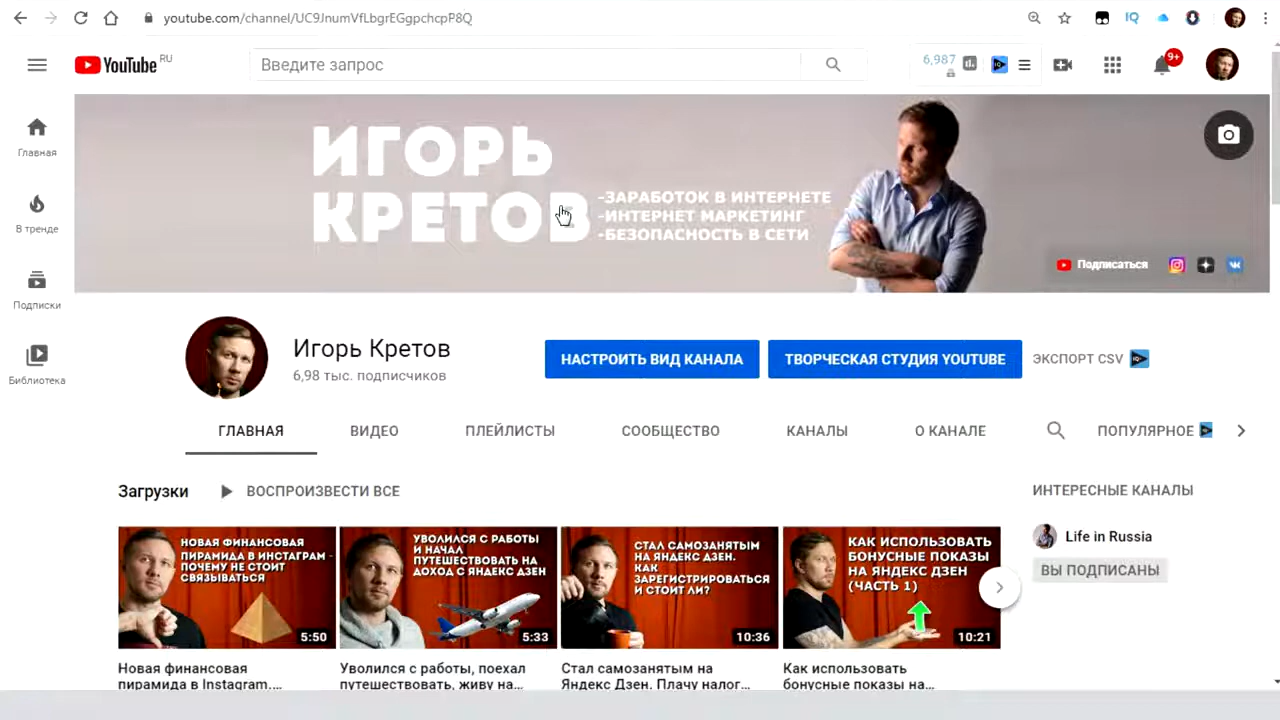 youtube.com/channel/UC9JnumVfLbgrEGgpchcpP8Q
YouTube RU
Введите запрос
6,987
9+
Главная
В тренде
Подписки
Библиотека
ИГОРЬ
КРЕТОВ
-ЗАРАБОТОК В ИНТЕРНЕТЕ
-ИНТЕРНЕТ МАРКЕТИНГ
-БЕЗОПАСНОСТЬ В СЕТИ
Подписаться
Игорь Кретов
6,98 тыс. подписчиков
НАСТРОИТЬ ВИД КАНАЛА
ТВОРЧЕСКАЯ СТУДИЯ YOUTUBE
ЭКСПОРТ CSV
ГЛАВНАЯ
ВИДЕО
ПЛЕЙЛИСТЫ
СООБЩЕСТВО
КАНАЛЫ
О КАНАЛЕ
ПОПУЛЯРНОЕ
Загрузки
ВОСПРОИЗВЕСТИ ВСЕ
НОВАЯ ФИНАНСОВАЯ
ПИРАМИДА В ИНСТАГРАМ -
ПОЧЕМУ НЕ СТОИТ
СВЯЗЫВАТЬСЯ
5:50
Новая финансовая
пирамида в Instagram....
УВОЛИЛСЯ С РАБОТЫ
И НАЧАЛ
ПУТЕШЕСТВОВАТЬ НА
ДОХОД С ЯНДЕКС ДЗЕН
5:33
Уволился с работы, поехал
путешествовать, живу на...
СТАЛ САМОЗАНЯТЫМ
НА ЯНДЕКС ДЗЕН.
КАК
ЗАРЕГИСТРИРОВАТЬСЯ
И СТОИТ ЛИ?
10:36
Стал самозанятым на
Яндекс Дзен. Плачу налог...
КАК ИСПОЛЬЗОВАТЬ
БОНУСНЫЕ ПОКАЗЫ
НА ЯНДЕКС ДЗЕН
(ЧАСТЬ 1)
10:21
Как использовать
бонусные показы на...
ИНТЕРЕСНЫЕ КАНАЛЫ
Life in Russia
ВЫ ПОДПИСАНЫ